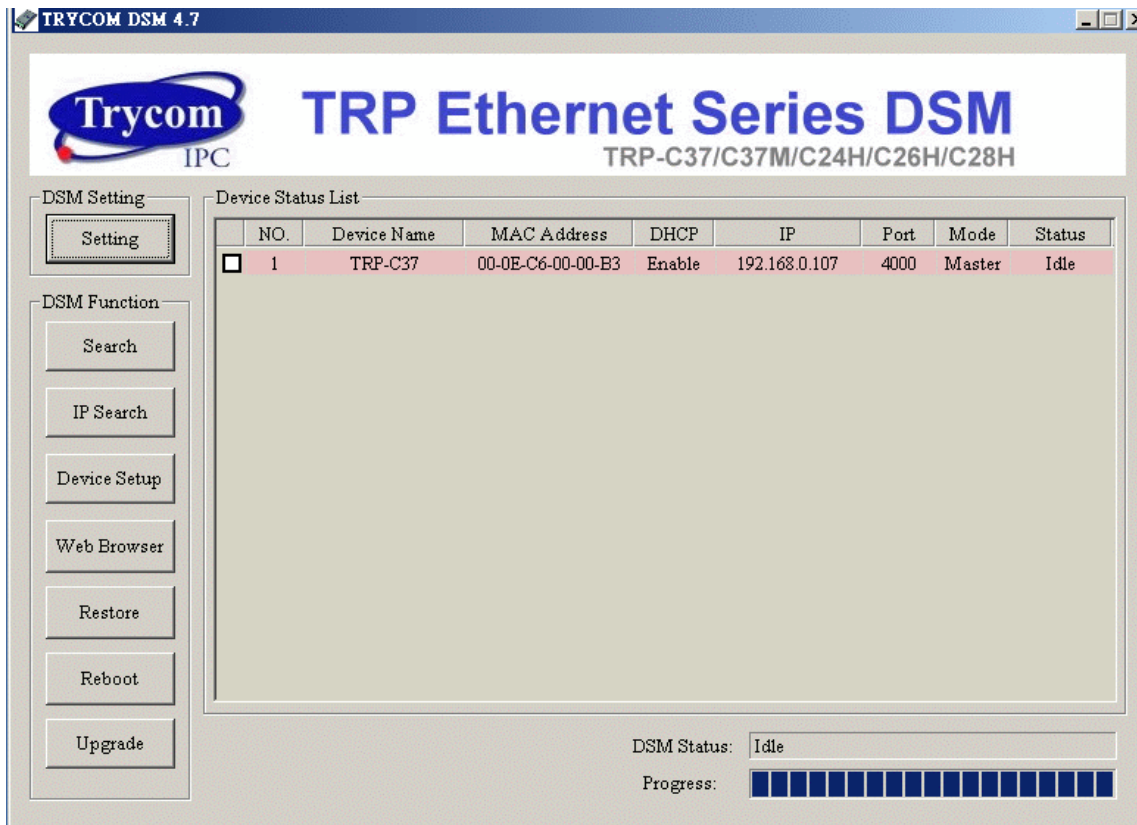 TRYCOM DSM 4.7
Trycom
IPC
TRP Ethernet Series DSM
TRP-C37/C37M/C24H/C26H/C28H
DSM Setting
Setting
DSM Function
Search
IP Search
Device Setup
Web Browser
Restore
Reboot
Upgrade
Device Status List
NO. Device Name MAC Address DHCP IP Port Mode Status
1 TRP-C37 00-0E-C6-00-00-B3 Enable 192.168.0.107 4000 Master Idle
DSM Status: Idle
Progress: